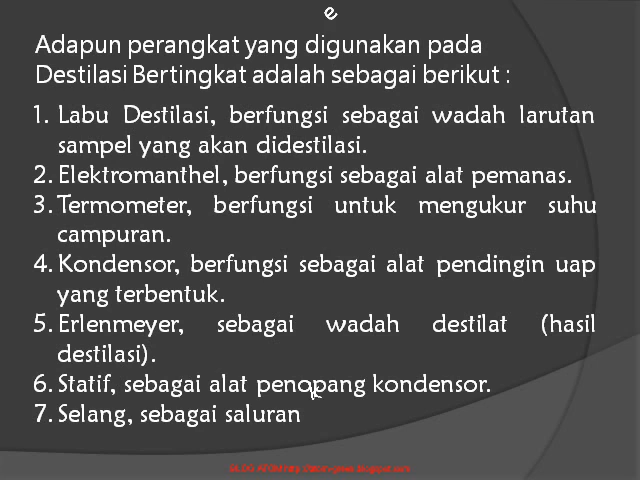 e
Adapun perangkat yang digunakan pada
Destilasi Bertingkat adalah sebagai berikut :
1. Labu Destilasi, berfungsi sebagai wadah larutan
sampel yang akan didestilasi.
2. Elektromanthel, berfungsi sebagai alat pemanas.
3. Termometer, berfungsi untuk mengukur suhu
campuran.
4. Kondensor, berfungsi sebagai alat pendingin uap
yang terbentuk.
5. Erlenmeyer, sebagai wadah destilat (hasil
destilasi).
6. Statif, sebagai alat penopang kondensor.
7. Selang, sebagai saluran